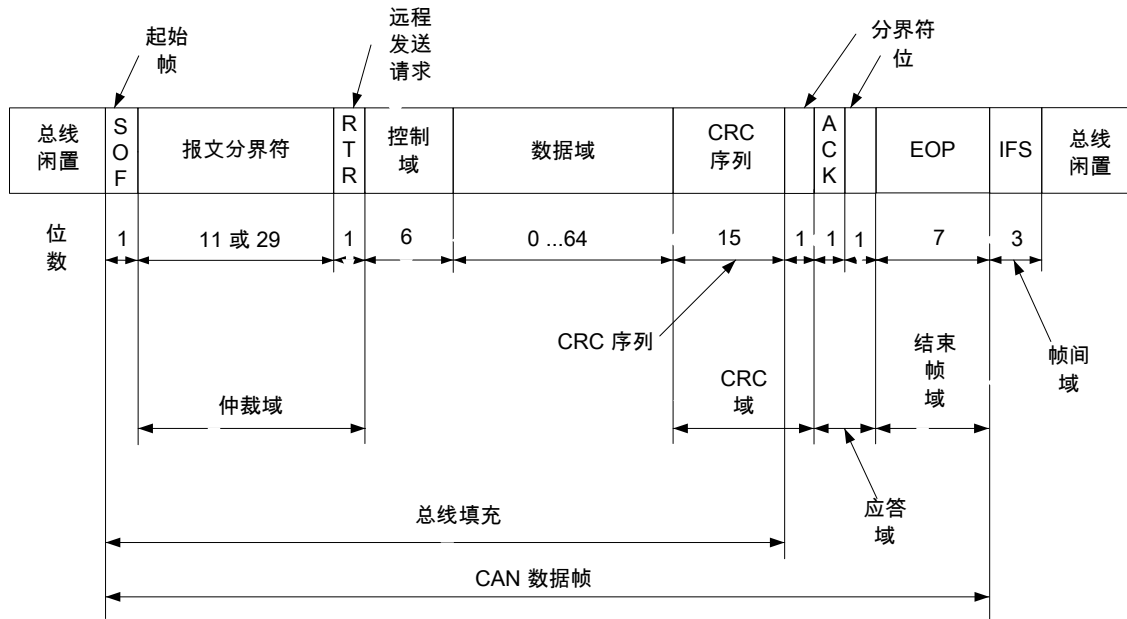 起始
帧
远程
发送
请求
分界符
位
总线
闲置
S
O
F
报文分界符
R
T
R
控制
域
数据域
CRC
序列
A
C
K
EOP
IFS
总线
闲置
位
数
1
11 或 29
1
6
0 ...64
15
1
1
1
7
3
CRC 序列
结束
帧
域
帧间
域
仲裁域
CRC
域
应答
域
总线填充
CAN 数据帧